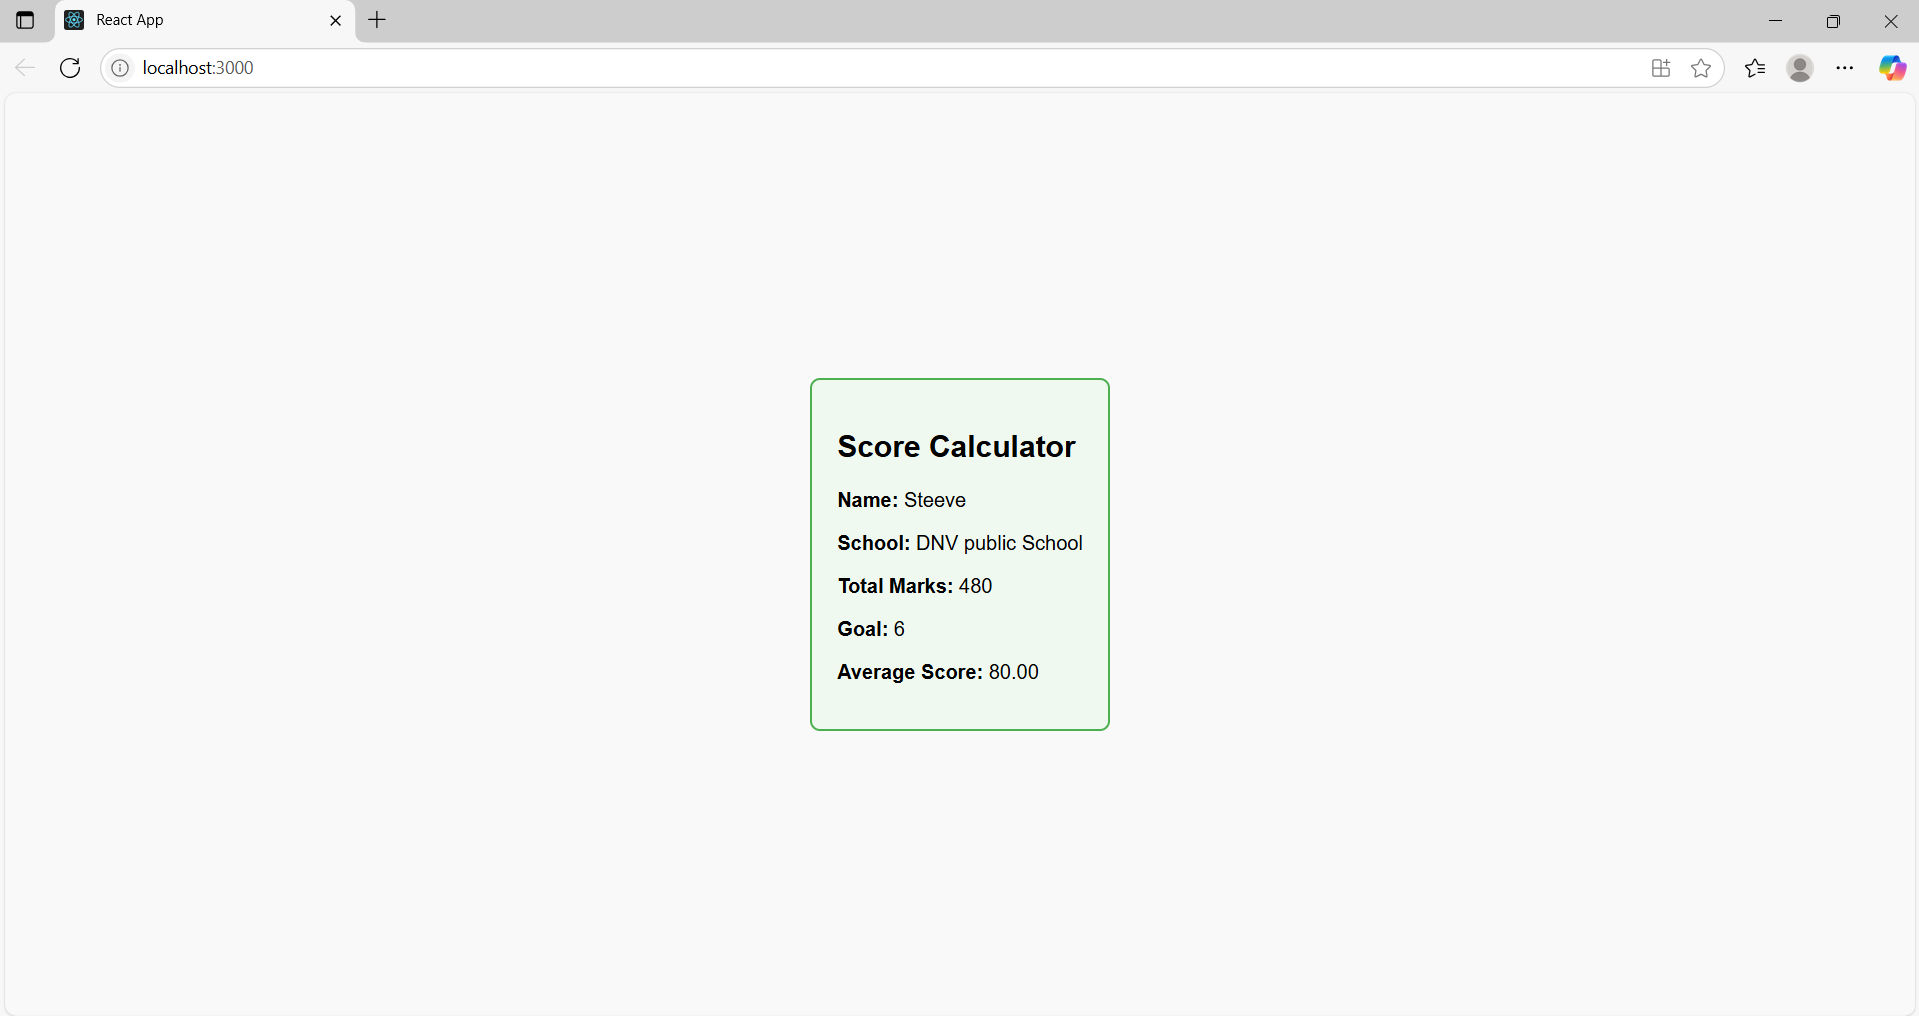 React App
localhost:3000
Score Calculator
Name: Steeve
School: DNV public School
Total Marks: 480
Goal: 6
Average Score: 80.00